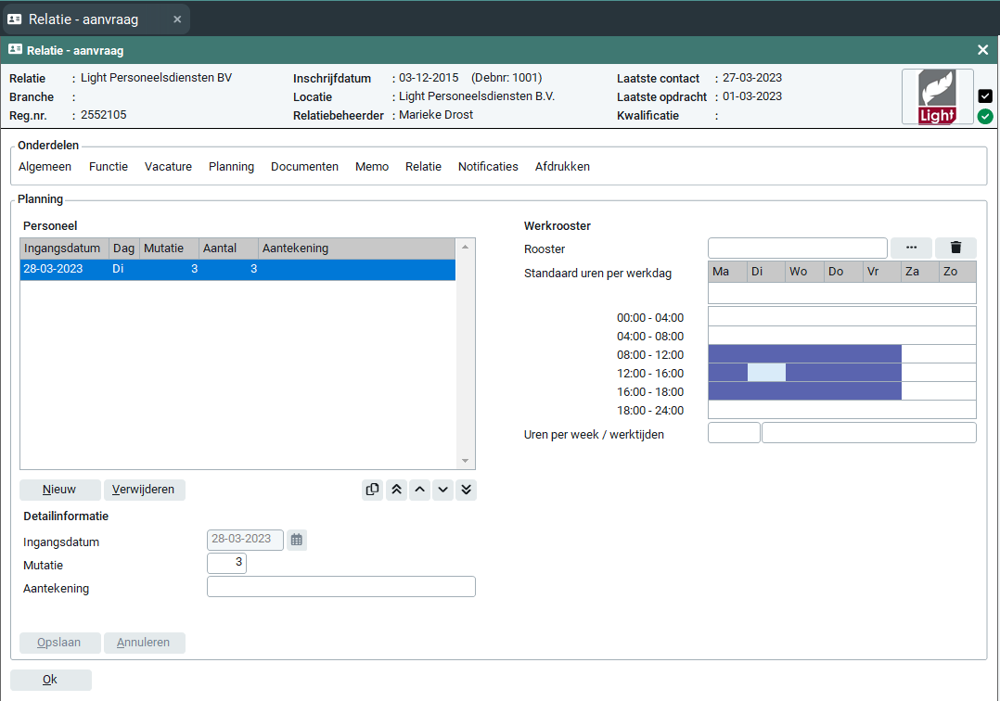 Relatie - aanvraag ×
Relatie - aanvraag
Relatie : Light Personeelsdiensten BV Inschrijfdatum : 03-12-2015 (Debnr: 1001) Laatste contact : 27-03-2023
Branche : Locatie : Light Personeelsdiensten B.V. Laatste opdracht : 01-03-2023
Reg.nr. : 2552105 Relatiebeheerder : Marieke Drost Kwalificatie :
Light
Onderdelen
Algemeen Functie Vacature Planning Documenten Memo Relatie Notificaties Afdrukken
Planning
Personeel
Ingangsdatum Dag Mutatie Aantal Aantekening
28-03-2023 Di 3 3
Nieuw Verwijderen
Detailinformatie
Ingangsdatum 28-03-2023
Mutatie 3
Aantekening
Opslaan Annuleren
Werkrooster
Rooster ...
Standaard uren per werkdag Ma Di Wo Do Vr Za Zo
00:00 - 04:00
04:00 - 08:00
08:00 - 12:00
12:00 - 16:00
16:00 - 18:00
18:00 - 24:00
Uren per week / werktijden
Ok